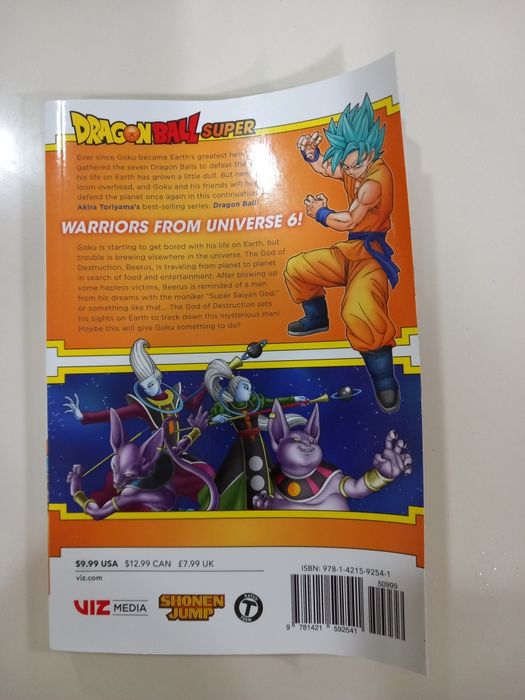 DRAGON BALL SUPER
Ever since Goku became Earth's greatest he
gathered the seven Dragon Balls to defeat the
his life on Earth has grown a little dull. But new
loom overhead, and Goku and his friends will
defend the planet once again in this continuation
Akira Toriyama's best-selling series, Dragon Ball!
WARRIORS FROM UNIVERSE 6!
Goku is starting to get bored with his life on Earth, but
trouble is brewing elsewhere in the universe. The God of
Destruction, Beerus, is traveling from planet to planet
in search of food and entertainment. After blowing up
some hapless victims, Beerus is reminded of a man
from his dreams with the moniker "Super Saiyan God,"
or something like that... The God of Destruction sets
his sights on Earth to track down this mysterious man!
Maybe this will give Goku something to do?
$9.99 USA $12.99 CAN £7.99 UK
viz.com
ISBN: 978-1-4215-9254-1
50999
9 781421 592541
VIZ MEDIA
SHONEN
JUMP
RATED
T
TEEN